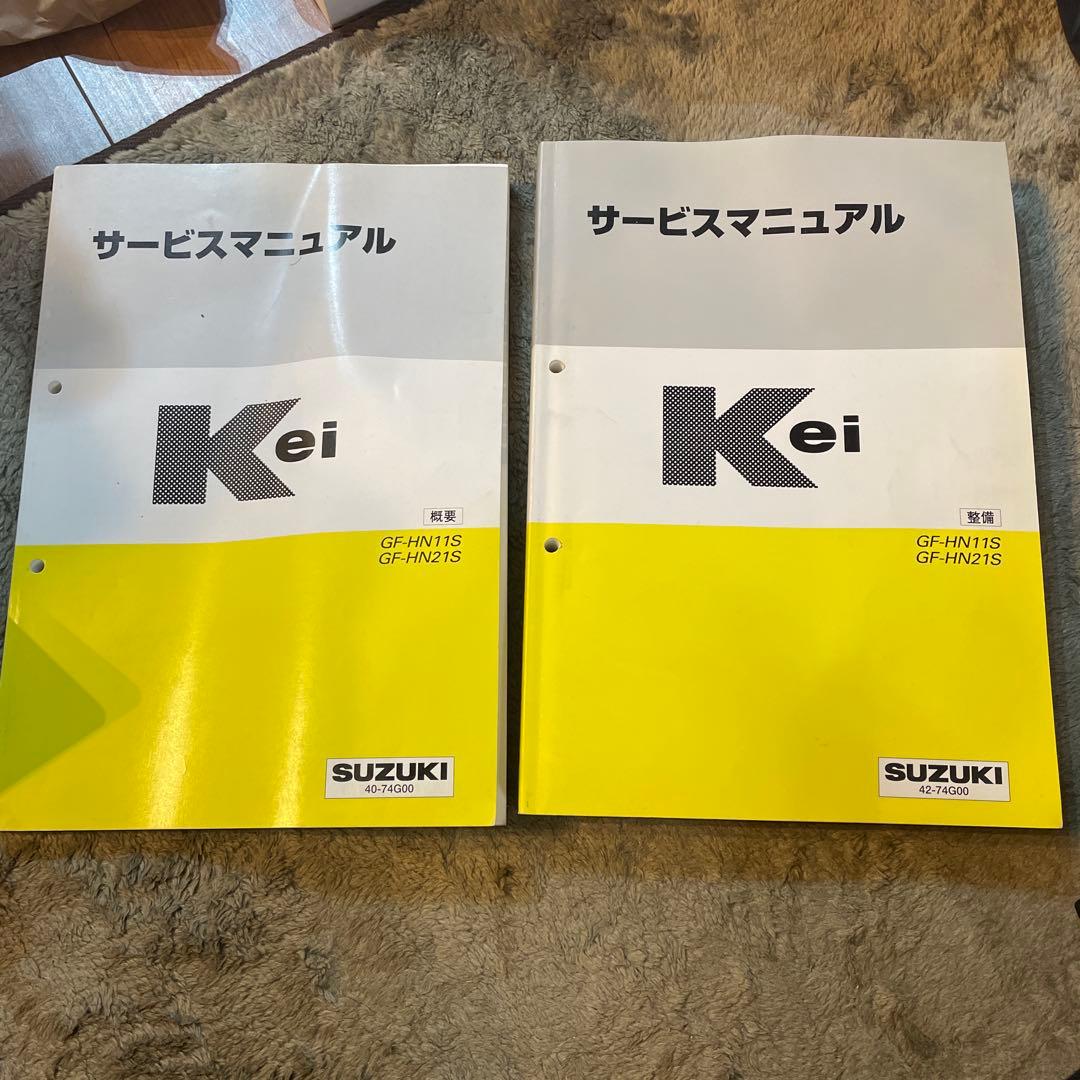 サービスマニュアル
Kei
概要
GF-HN11S
GF-HN21S
SUZUKI
40-74G00
サービスマニュアル
Kei
整備
GF-HN11S
GF-HN21S
SUZUKI
42-74G00